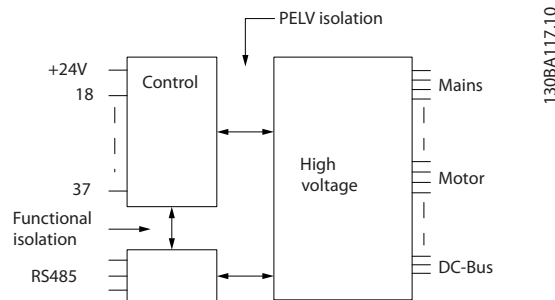 PELV isolation
130BA117.10
+24V
Control
18
Mains
High
voltage
37
Motor
Functional
isolation
RS485
DC-Bus